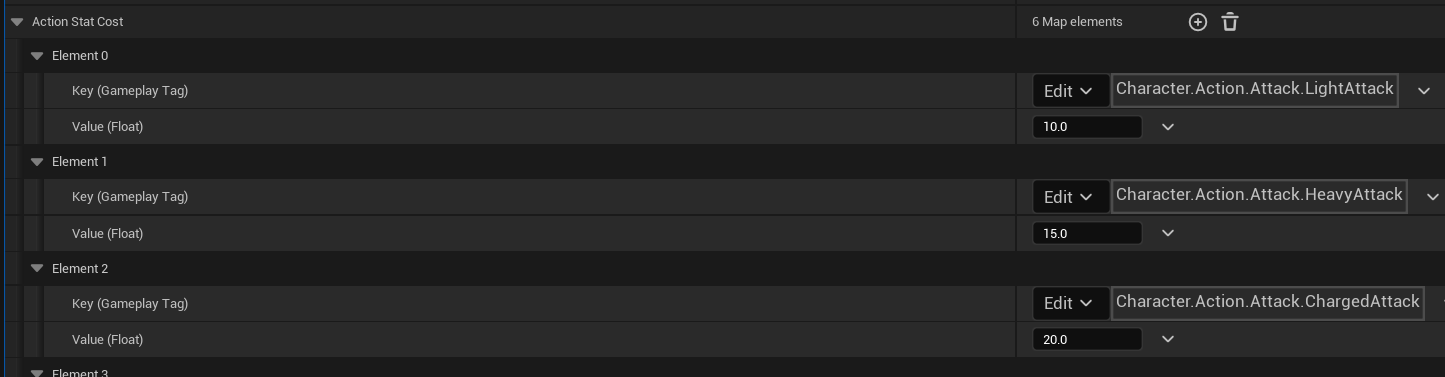 Action Stat Cost 6 Map elements
Element 0
Key (Gameplay Tag) Edit Character.Action.Attack.LightAttack
Value (Float) 10.0
Element 1
Key (Gameplay Tag) Edit Character.Action.Attack.HeavyAttack
Value (Float) 15.0
Element 2
Key (Gameplay Tag) Edit Character.Action.Attack.ChargedAttack
Value (Float) 20.0
Element 3